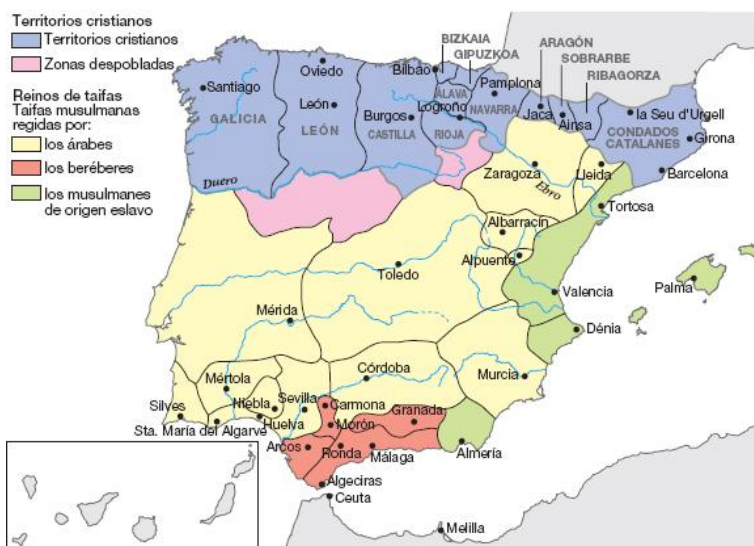 Territorios cristianos
Territorios cristianos
Zonas despobladas
Reinos de taifas
Taifas musulmanas
regidas por:
los árabes
los beréberes
los musulmanes
de origen eslavo
BIZKAIA
GIPUZKOA
ARAGÓN
SOBRARBE
RIBAGORZA
Oviedo
Bilbao
Santiago
ALAVA
Pamplona
GALICIA
León
LEÓN
Burgos
CASTILLA
Logroño
RIOJA
NAVARRA
Jaca
Aínsa
la Seu d'Urgell
CONDADOS
CATALANES
Girona
Barcelona
Duero
Zaragoza
Ebro
Lleida
Tortosa
Albarracín
Alpuente
Toledo
Valencia
Palma
Mérida
Dénia
Mértola
Córdoba
Murcia
Silves
Niebla
Sevilla
Carmona
Granada
Sta. María del Algarve
Huelva
Morón
Arcos
Ronda
Málaga
Almería
Algeciras
Ceuta
Melilla